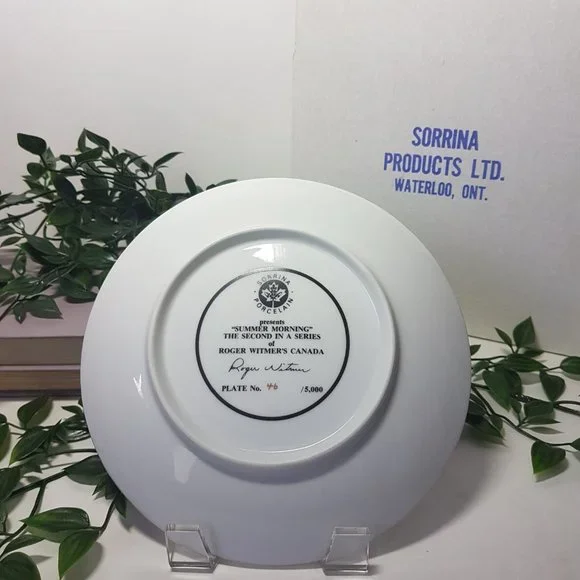 SORRINA
PRODUCTS LTD.
WATERLOO, ONT.
SORRINA
PORCELAIN
presents
"SUMMER MORNING"
THE SECOND IN A SERIES
of
ROGER WITMER'S CANADA
Roger Witmer
PLATE No. 46 /5,000